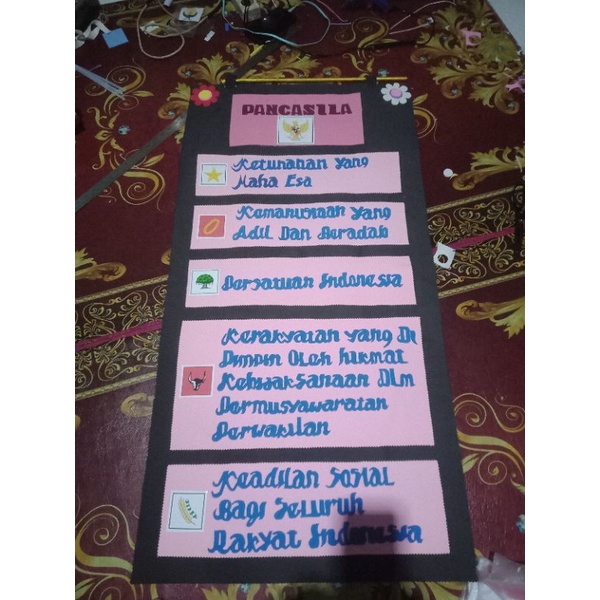 PANCASILA
Ketuhanan Yang
Maha Esa
Kemanusiaan Yang
Adil Dan Beradab
Persatuan Indonesia
Kerakyatan Yang Di
Pimpin Oleh hikmat
Kebijaksanaan Dlm
Permusyawaratan
Perwakilan
Keadilan Sosial
Bagi Seluruh
Rakyat Indonesia